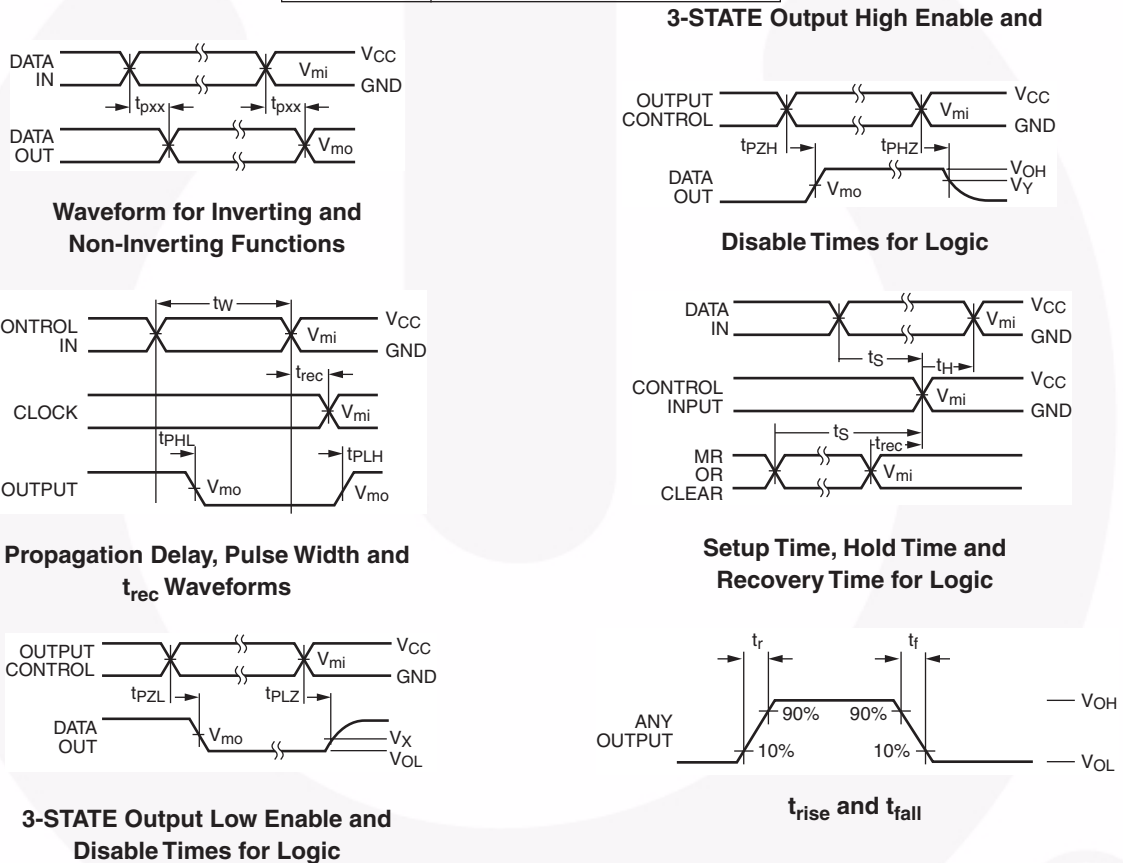 3-STATE Output High Enable and
DATA IN
VCC
Vmi
GND
tpxx
tpxx
DATA OUT
Vmo
Waveform for Inverting and
Non-Inverting Functions
OUTPUT CONTROL
VCC
Vmi
GND
tPZH
tPHZ
DATA OUT
Vmo
VOH
VY
Disable Times for Logic
ONTROL IN
tW
VCC
Vmi
GND
trec
CLOCK
Vmi
tPHL
tPLH
OUTPUT
Vmo
Vmo
Propagation Delay, Pulse Width and
trec Waveforms
DATA IN
VCC
Vmi
GND
tS
tH
CONTROL INPUT
VCC
Vmi
GND
tS
trec
MR OR CLEAR
Vmi
Setup Time, Hold Time and
Recovery Time for Logic
OUTPUT CONTROL
VCC
Vmi
GND
tPZL
tPLZ
DATA OUT
Vmo
VX
VOL
3-STATE Output Low Enable and
Disable Times for Logic
tr
tf
ANY OUTPUT
90%
90%
10%
10%
VOH
VOL
trise and tfall